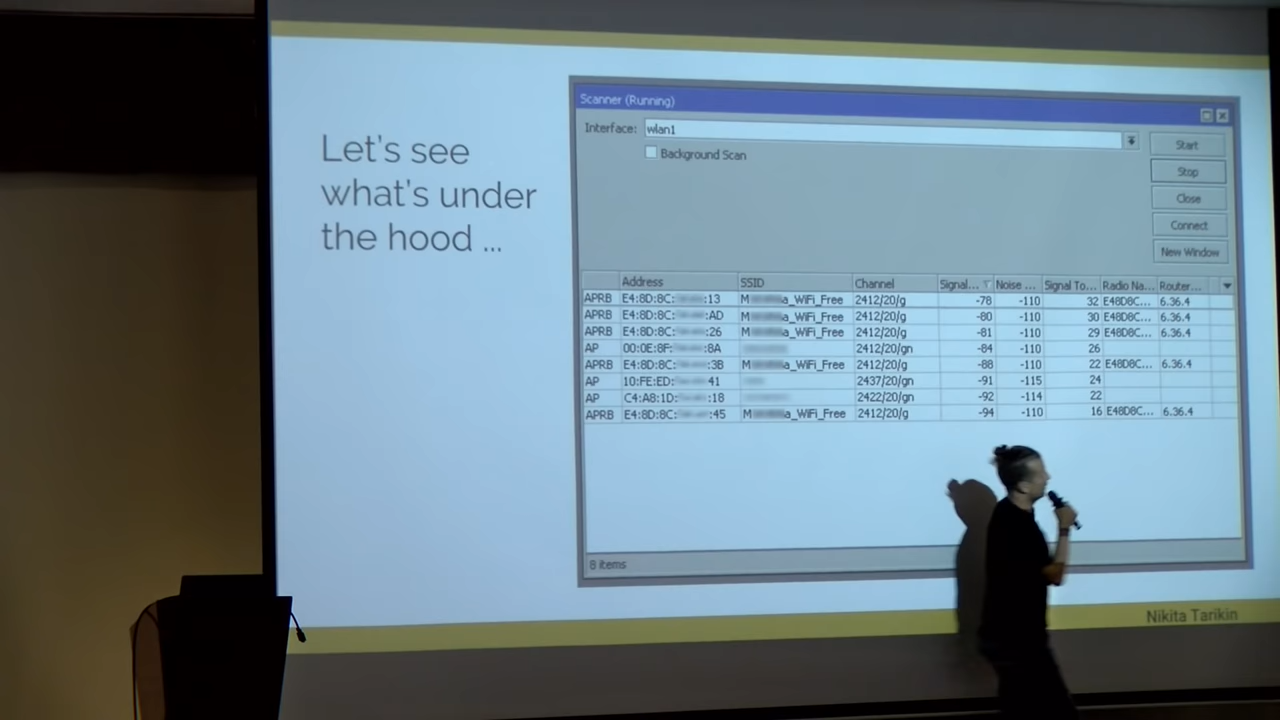 Let's see
what's under
the hood ...
Scanner (Running)
Interface: wlan1
Background Scan
Start
Stop
Close
Connect
New Window
Address SSID Channel Signal... Noise ... Signal To... Radio Na... Router...
APRB E4:8D:8C: :13 M a_WiFi_Free 2412/20/g -78 -110 32 E48D8C... 6.36.4
APRB E4:8D:8C: :AD M a_WiFi_Free 2412/20/g -80 -110 30 E48D8C... 6.36.4
APRB E4:8D:8C: :26 M a_WiFi_Free 2412/20/g -81 -110 29 E48D8C... 6.36.4
AP 00:0E:8F: :8A 2412/20/gn -84 -110 26
APRB E4:8D:8C: :3B M a_WiFi_Free 2412/20/g -88 -110 22 E48D8C... 6.36.4
AP 10:FE:ED: 41 2437/20/gn -91 -115 24
AP C4:A8:1D: :18 2422/20/gn -92 -114 22
APRB E4:8D:8C: :45 M a_WiFi_Free 2412/20/g -94 -110 16 E48D8C... 6.36.4
8 items
Nikita Tarikin